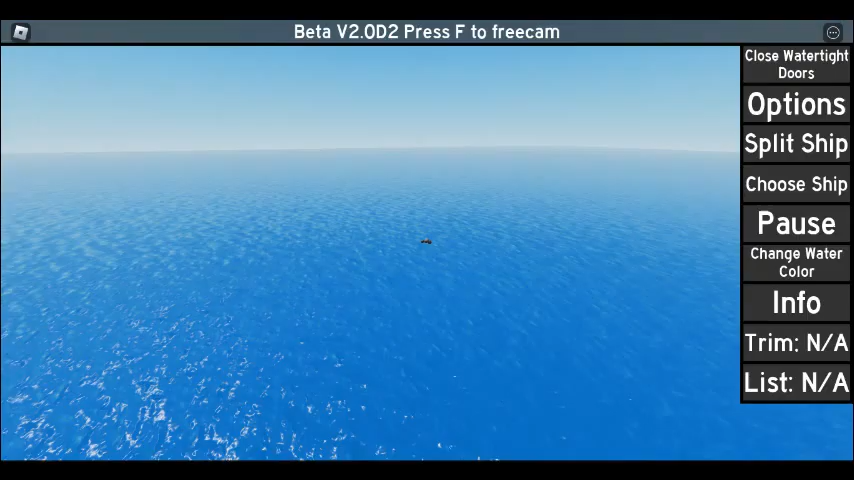 Beta V2.0D2 Press F to freecam
Close Watertight
Doors
Options
Split Ship
Choose Ship
Pause
Change Water
Color
Info
Trim: N/A
List: N/A